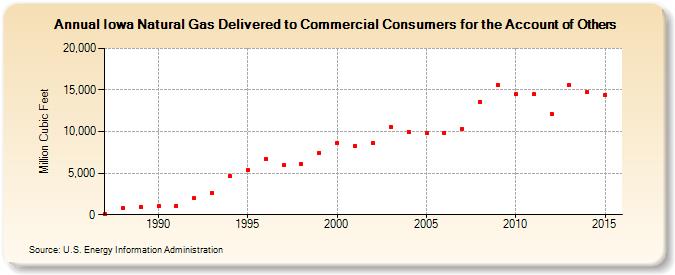 Annual Iowa Natural Gas Delivered to Commercial Consumers for the Account of Others
Million Cubic Feet
20,000
15,000
10,000
5,000
0
1990 1995 2000 2005 2010 2015
Source: U.S. Energy Information Administration